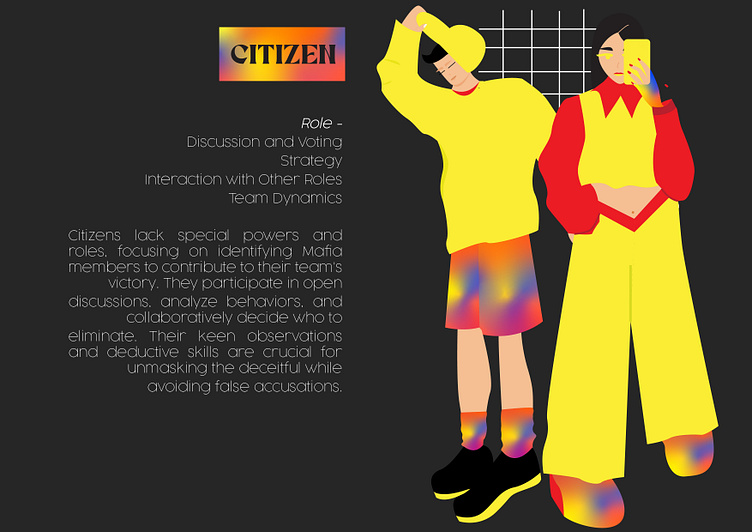 CITIZEN
Role -
Discussion and Voting
Strategy
Interaction with Other Roles
Team Dynamics
Citizens lack special powers and
roles, focusing on identifying Mafia
members to contribute to their team's
victory. They participate in open
discussions, analyze behaviors, and
collaboratively decide who to
eliminate. Their keen observations
and deductive skills are crucial for
unmasking the deceitful while
avoiding false accusations.